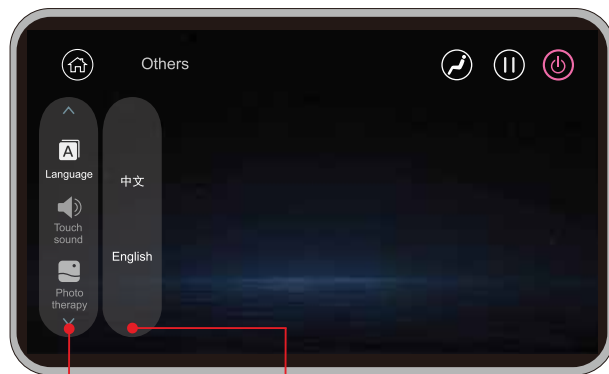 Others
A
Language
Touch
sound
Photo
therapy
中文
English